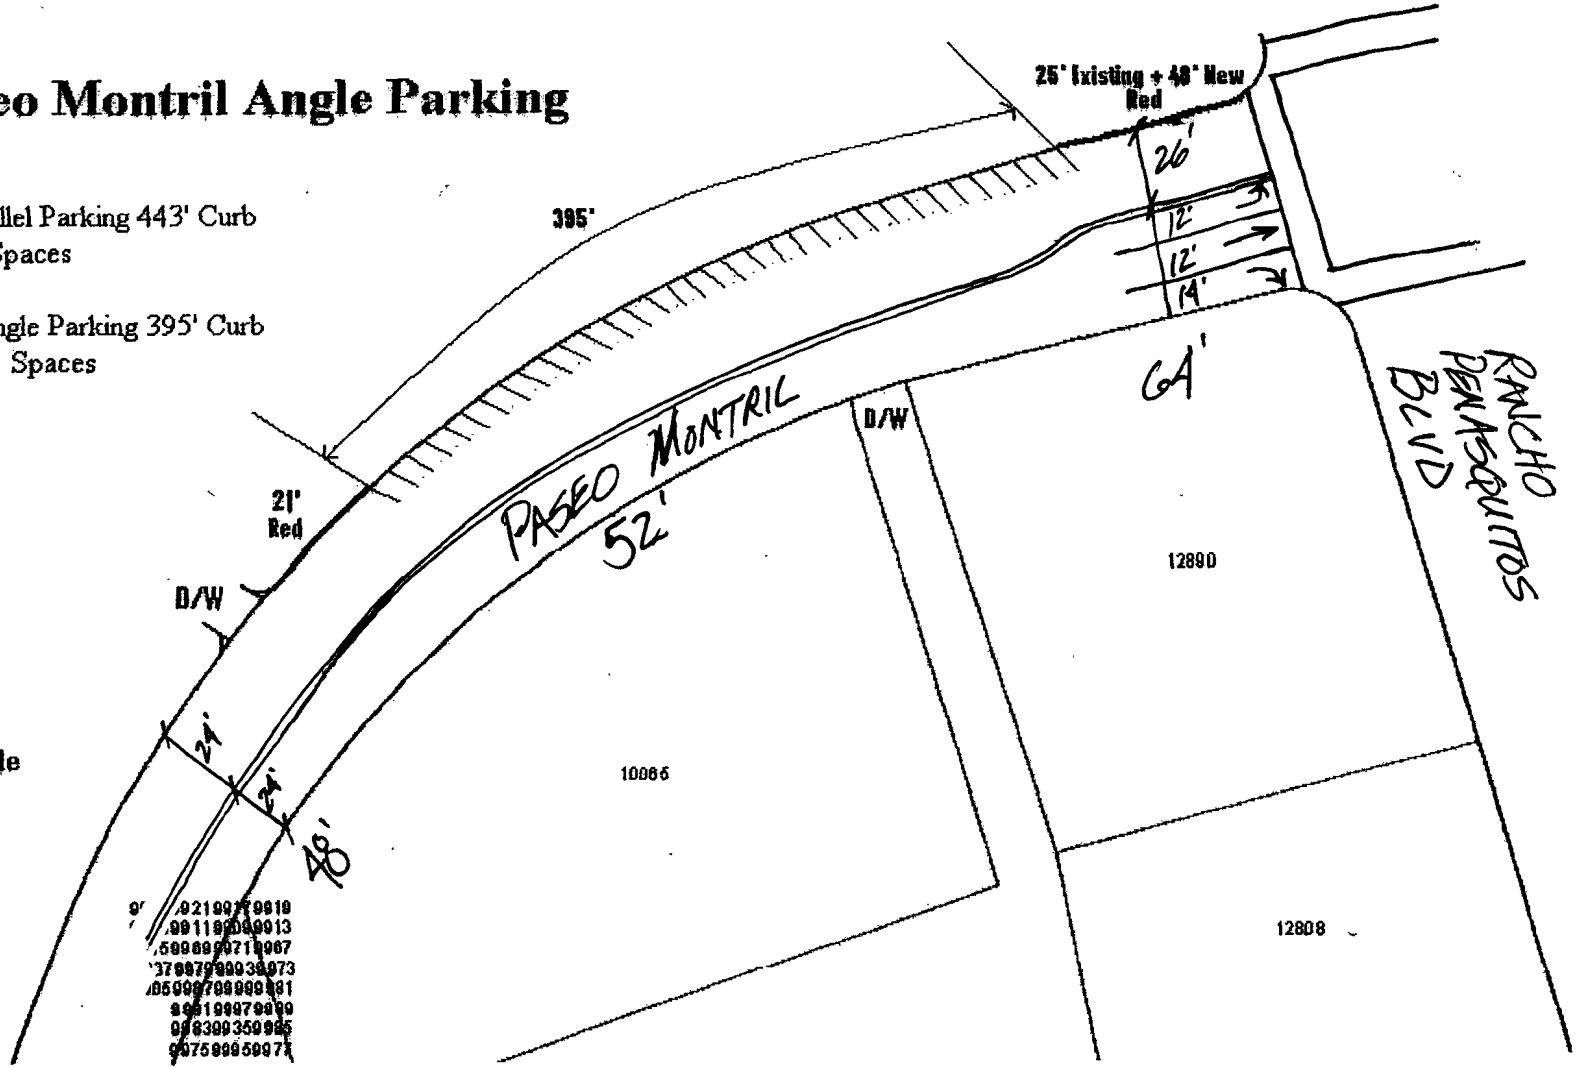 eo Montril Angle Parking
25' Existing + 48' New
Red
llel Parking 443' Curb
Spaces
ngle Parking 395' Curb
Spaces
395'
26'
12'
12'
14'
64'
RANCHO
PENASQUITOS
BLVD
PASEO MONTRIL
52'
D/W
21'
Red
D/W
12890
24'
24'
48'
le
10065
12808